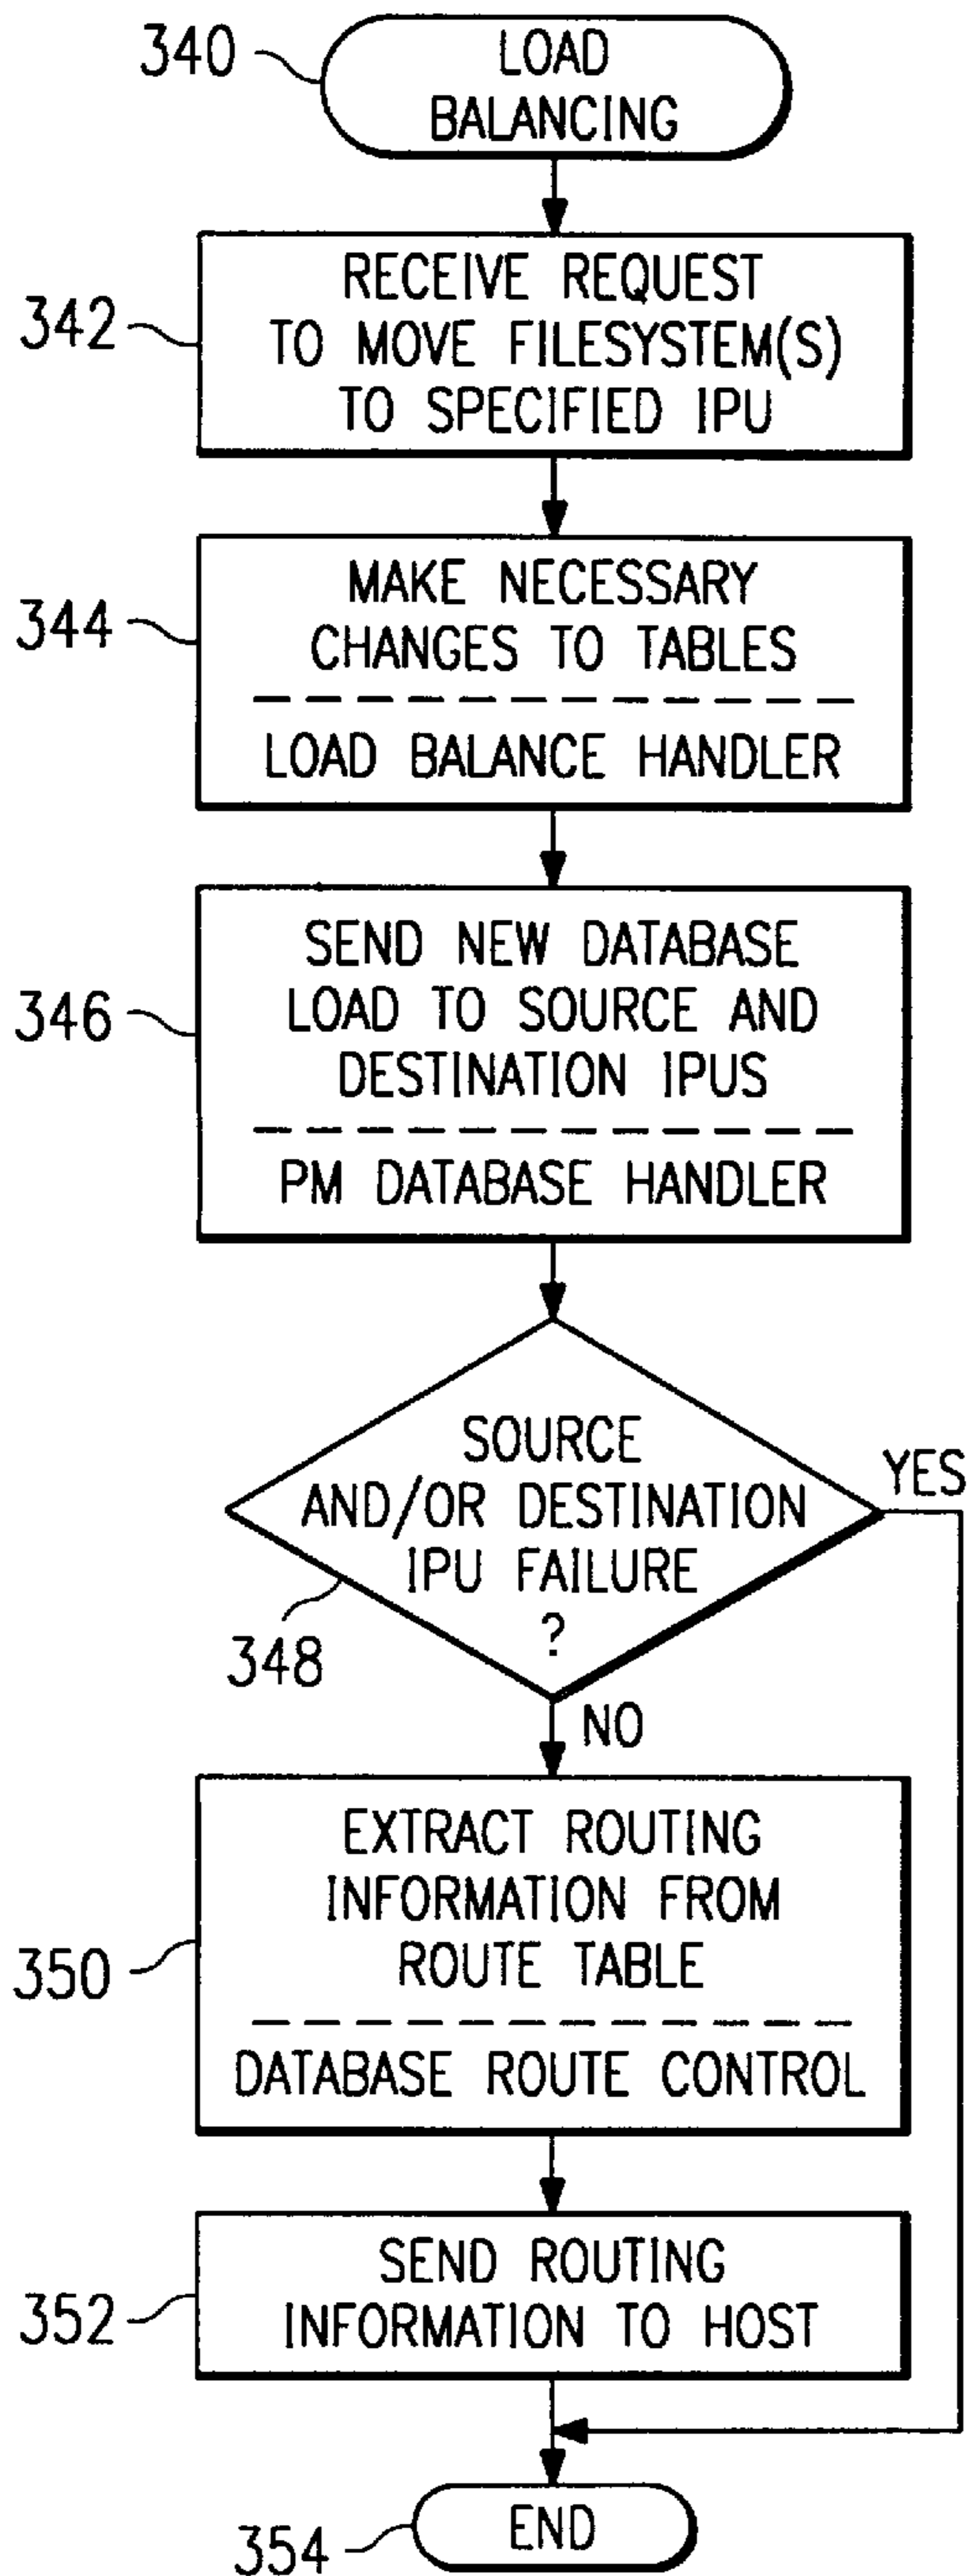 340
LOAD
BALANCING
342
RECEIVE REQUEST
TO MOVE FILESYSTEM(S)
TO SPECIFIED IPU
344
MAKE NECESSARY
CHANGES TO TABLES
LOAD BALANCE HANDLER
346
SEND NEW DATABASE
LOAD TO SOURCE AND
DESTINATION IPUS
PM DATABASE HANDLER
348
SOURCE
AND/OR DESTINATION
IPU FAILURE
?
YES
NO
350
EXTRACT ROUTING
INFORMATION FROM
ROUTE TABLE
DATABASE ROUTE CONTROL
352
SEND ROUTING
INFORMATION TO HOST
354
END